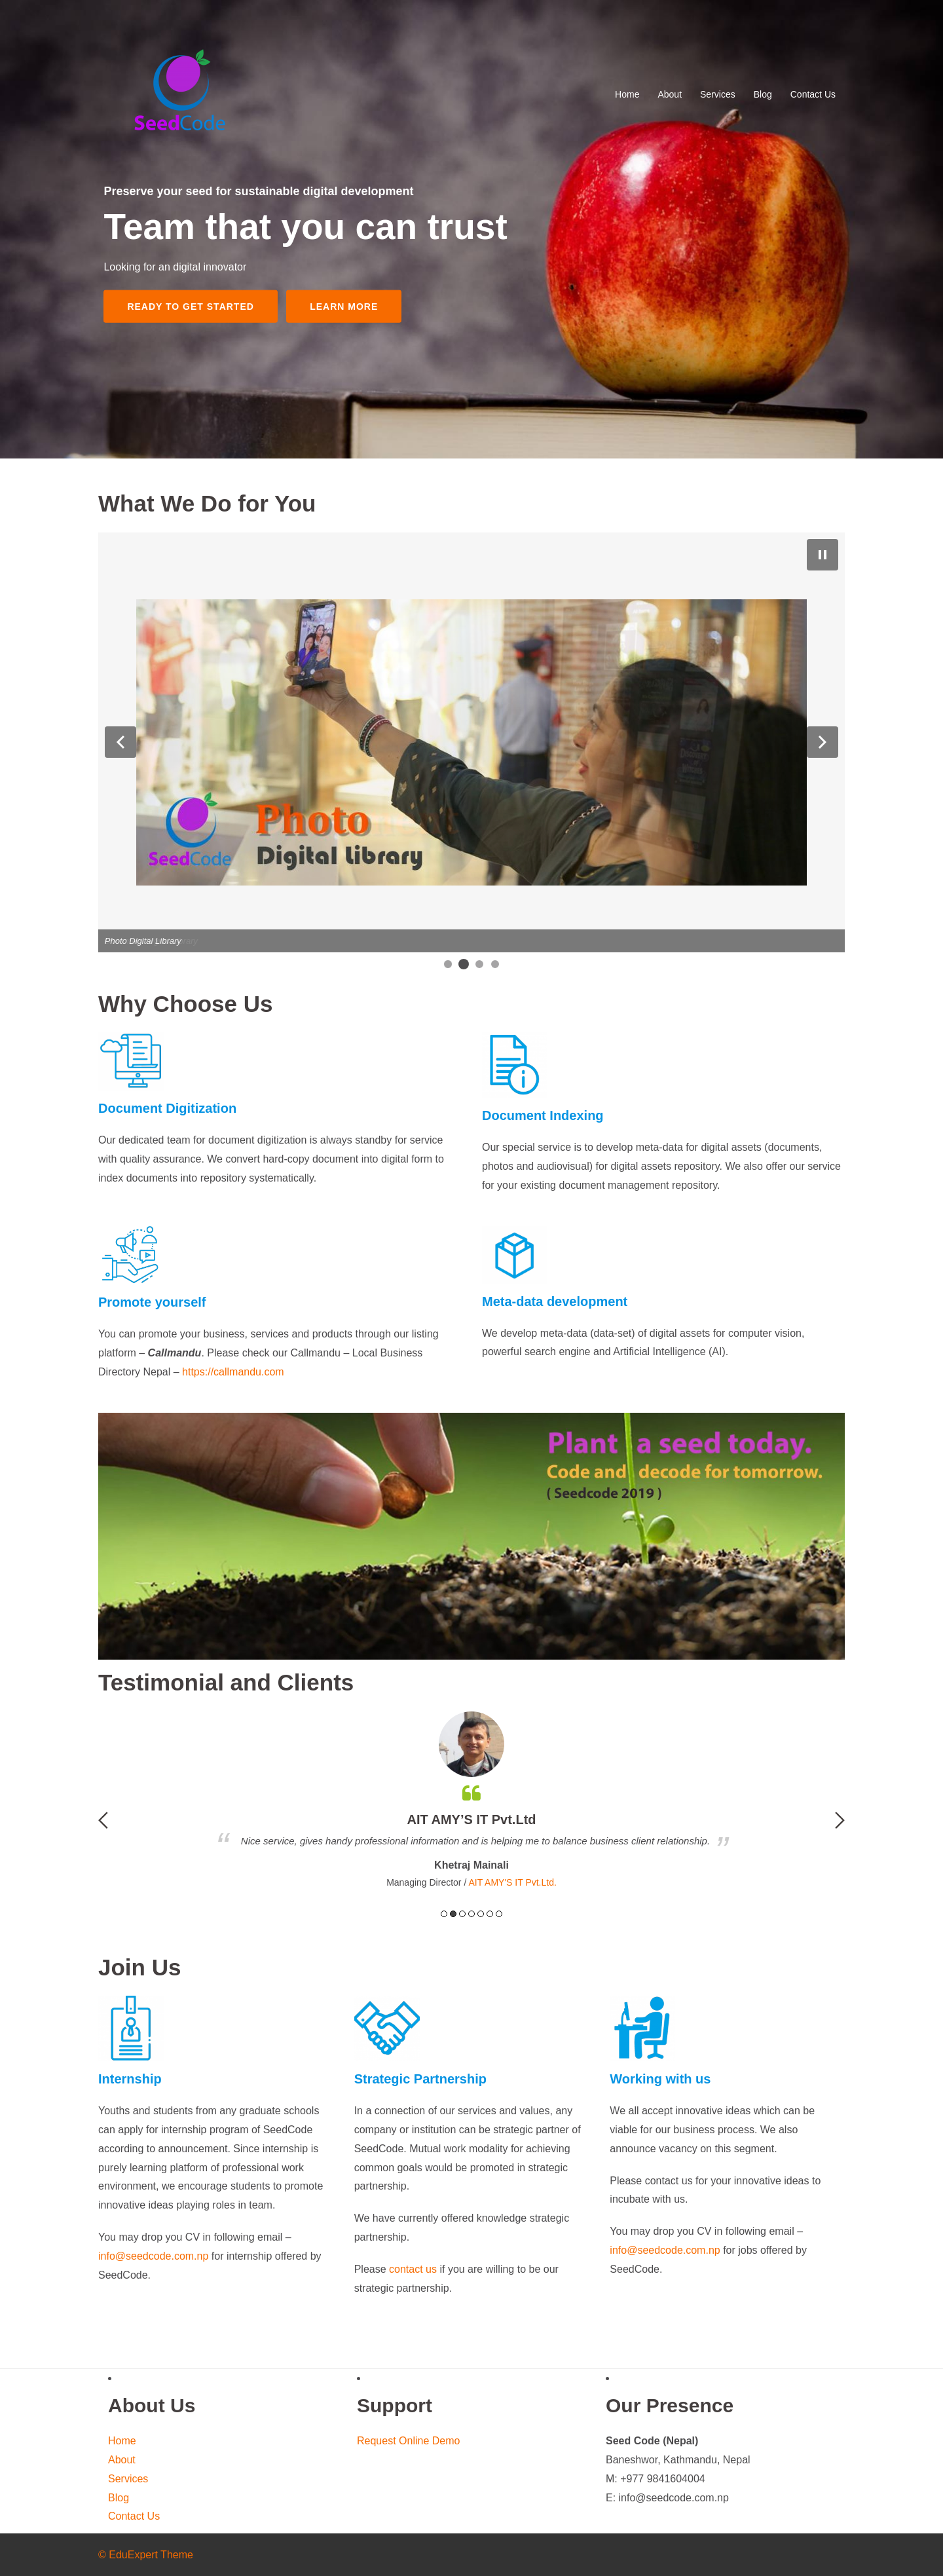 SeedCode
Home About Services Blog Contact Us
Preserve your seed for sustainable digital development
Team that you can trust
Looking for an digital innovator
READY TO GET STARTED LEARN MORE
What We Do for You
SeedCode
Photo
Digital Library
Photo Digital Library
Why Choose Us
Document Digitization
Our dedicated team for document digitization is always standby for service
with quality assurance. We convert hard-copy document into digital form to
index documents into repository systematically.
Document Indexing
Our special service is to develop meta-data for digital assets (documents,
photos and audiovisual) for digital assets repository. We also offer our service
for your existing document management repository.
Promote yourself
You can promote your business, services and products through our listing
platform – Callmandu. Please check our Callmandu – Local Business
Directory Nepal – https://callmandu.com
Meta-data development
We develop meta-data (data-set) of digital assets for computer vision,
powerful search engine and Artificial Intelligence (AI).
Plant a seed today.
Code and decode for tomorrow.
( Seedcode 2019 )
Testimonial and Clients
AIT AMY’S IT Pvt.Ltd
“ Nice service, gives handy professional information and is helping me to balance business client relationship. ”
Khetraj Mainali
Managing Director / AIT AMY'S IT Pvt.Ltd.
Join Us
Internship
Youths and students from any graduate schools
can apply for internship program of SeedCode
according to announcement. Since internship is
purely learning platform of professional work
environment, we encourage students to promote
innovative ideas playing roles in team.
You may drop you CV in following email –
info@seedcode.com.np for internship offered by
SeedCode.
Strategic Partnership
In a connection of our services and values, any
company or institution can be strategic partner of
SeedCode. Mutual work modality for achieving
common goals would be promoted in strategic
partnership.
We have currently offered knowledge strategic
partnership.
Please contact us if you are willing to be our
strategic partnership.
Working with us
We all accept innovative ideas which can be
viable for our business process. We also
announce vacancy on this segment.
Please contact us for your innovative ideas to
incubate with us.
You may drop you CV in following email –
info@seedcode.com.np for jobs offered by
SeedCode.
About Us
Home
About
Services
Blog
Contact Us
Support
Request Online Demo
Our Presence
Seed Code (Nepal)
Baneshwor, Kathmandu, Nepal
M: +977 9841604004
E: info@seedcode.com.np
© EduExpert Theme